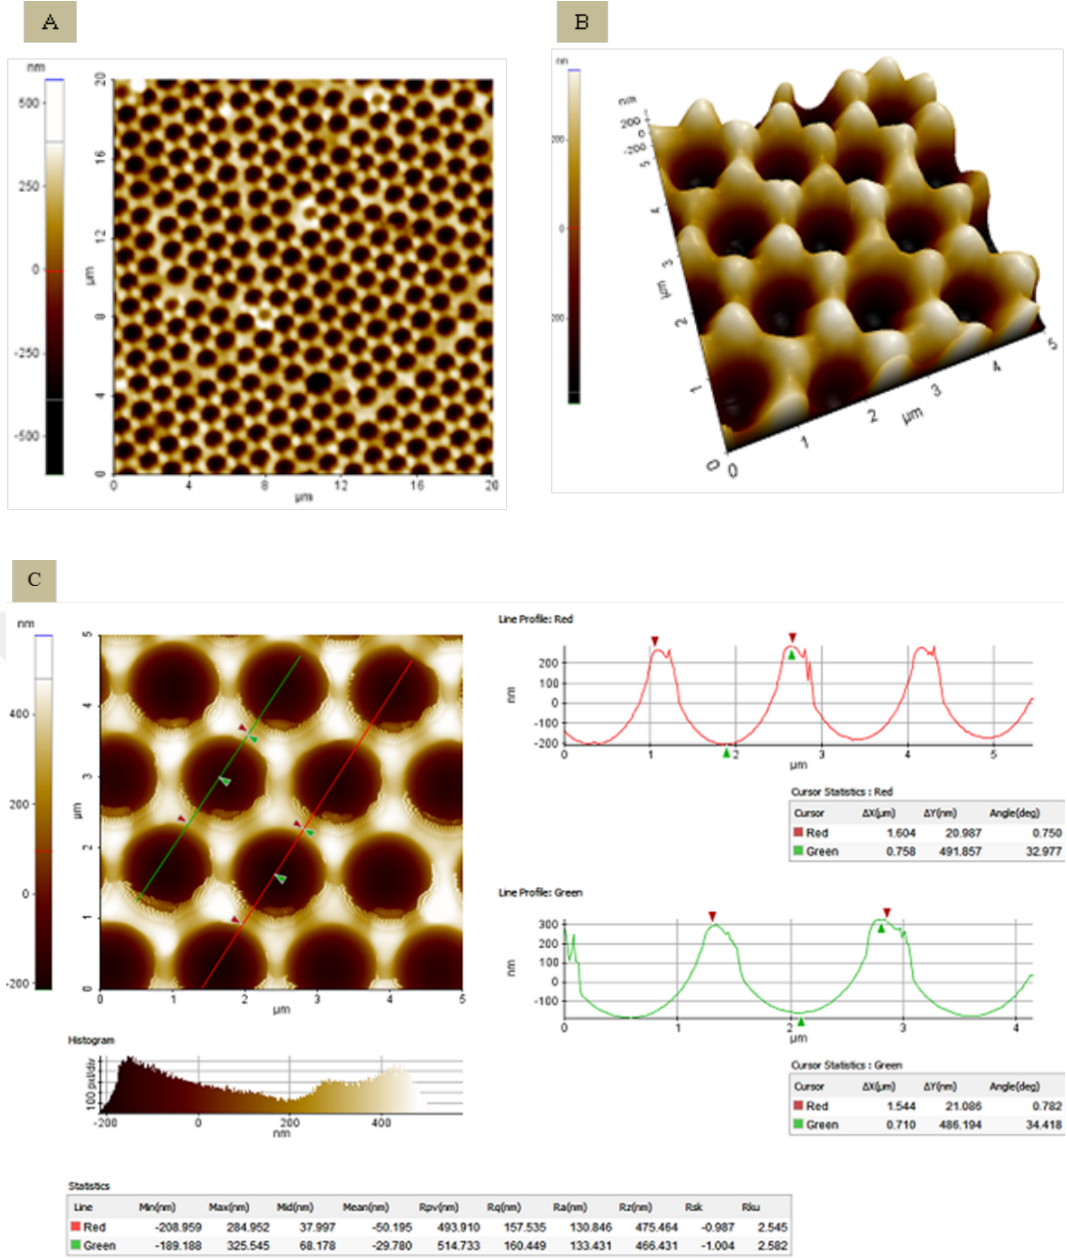 A
B
nm
500
250
0
-250
-500
20
16
12
8
4
0
μm
0 4 8 12 16 20
μm
nm
200
0
200
nm
200
0
-200
5
3
μm
2
1
0
0
1
2
3
4
5
μm
C
nm
400
200
0
-200
5
4
3
2
1
0
μm
0 1 2 3 4 5
μm
Line Profile: Red
nm
200
100
0
-100
-200
0 1 2 3 4 5
μm
Cursor Statistics : Red
Cursor ΔX(μm) ΔY(nm) Angle(deg)
Red 1.604 20.987 0.750
Green 0.758 491.857 32.977
Line Profile: Green
nm
300
200
100
0
-100
0 1 2 3 4
μm
Cursor Statistics : Green
Cursor ΔX(μm) ΔY(nm) Angle(deg)
Red 1.544 21.086 0.782
Green 0.710 486.194 34.418
Histogram
100 pxl/div
-200 0 200 400
nm
Statistics
Line Min(nm) Max(nm) Mid(nm) Mean(nm) Rpv(nm) Rq(nm) Ra(nm) Rz(nm) Rsk Rku
Red -208.959 284.952 37.997 -50.195 493.910 157.535 130.846 475.464 -0.987 2.545
Green -189.188 325.545 68.178 -29.780 514.733 160.449 133.431 466.431 -1.004 2.582